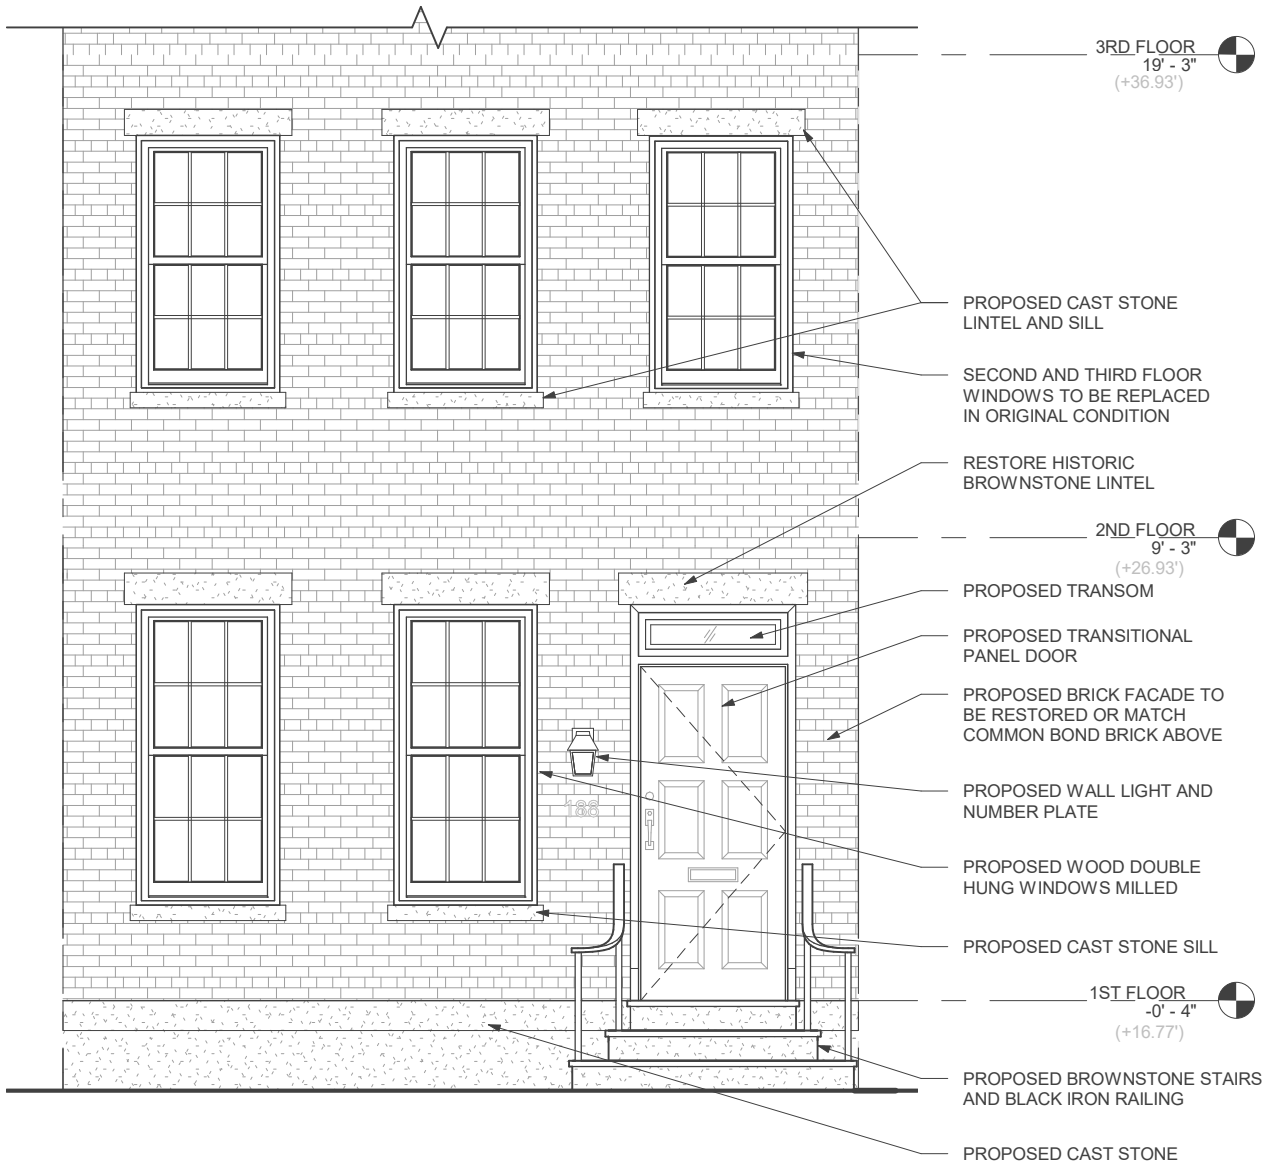 3RD FLOOR
19' - 3"
(+36.93')
PROPOSED CAST STONE
LINTEL AND SILL
SECOND AND THIRD FLOOR
WINDOWS TO BE REPLACED
IN ORIGINAL CONDITION
RESTORE HISTORIC
BROWNSTONE LINTEL
2ND FLOOR
9' - 3"
(+26.93')
PROPOSED TRANSOM
PROPOSED TRANSITIONAL
PANEL DOOR
PROPOSED BRICK FACADE TO
BE RESTORED OR MATCH
COMMON BOND BRICK ABOVE
PROPOSED WALL LIGHT AND
NUMBER PLATE
188
PROPOSED WOOD DOUBLE
HUNG WINDOWS MILLED
PROPOSED CAST STONE SILL
1ST FLOOR
-0' - 4"
(+16.77')
PROPOSED BROWNSTONE STAIRS
AND BLACK IRON RAILING
PROPOSED CAST STONE